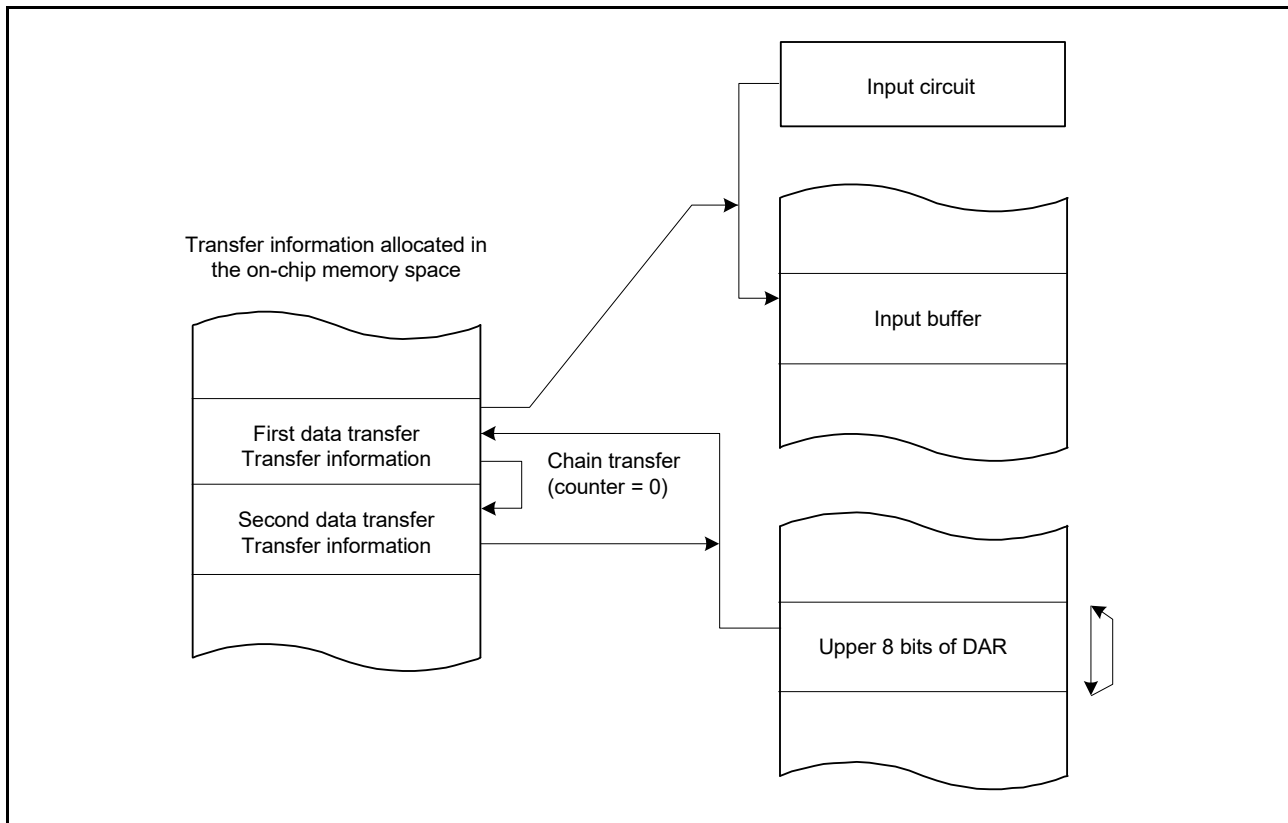 Input circuit
Transfer information allocated in
the on-chip memory space
Input buffer
First data transfer
Transfer information
Chain transfer
(counter = 0)
Second data transfer
Transfer information
Upper 8 bits of DAR